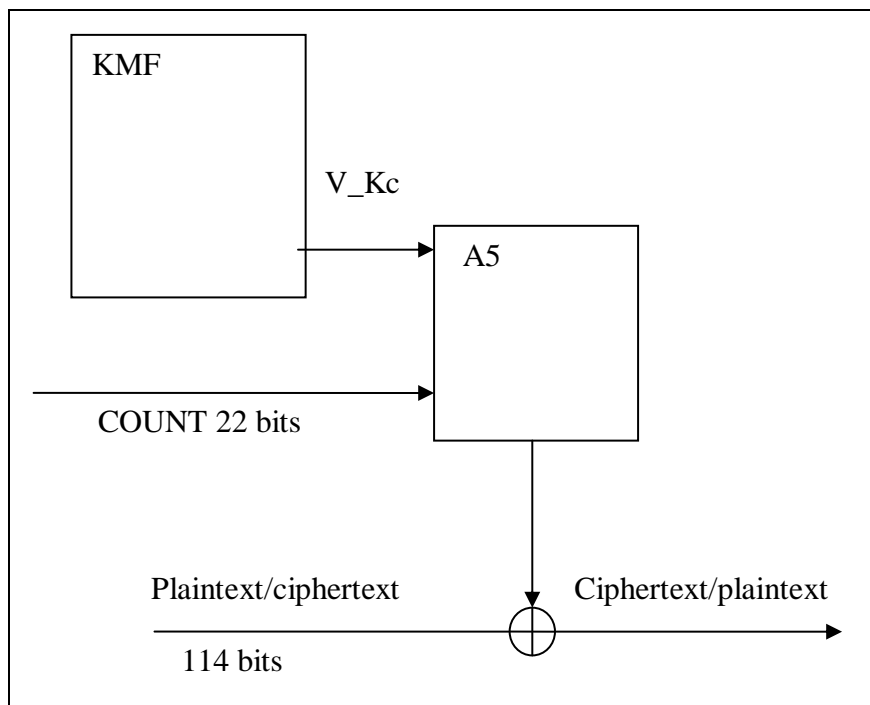 KMF
V_Kc
A5
COUNT 22 bits
Plaintext/ciphertext
Ciphertext/plaintext
114 bits